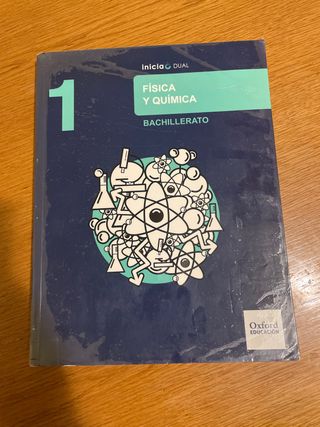 inicia DUAL
1
FÍSICA
Y QUÍMICA
BACHILLERATO
Oxford
EDUCACIÓN